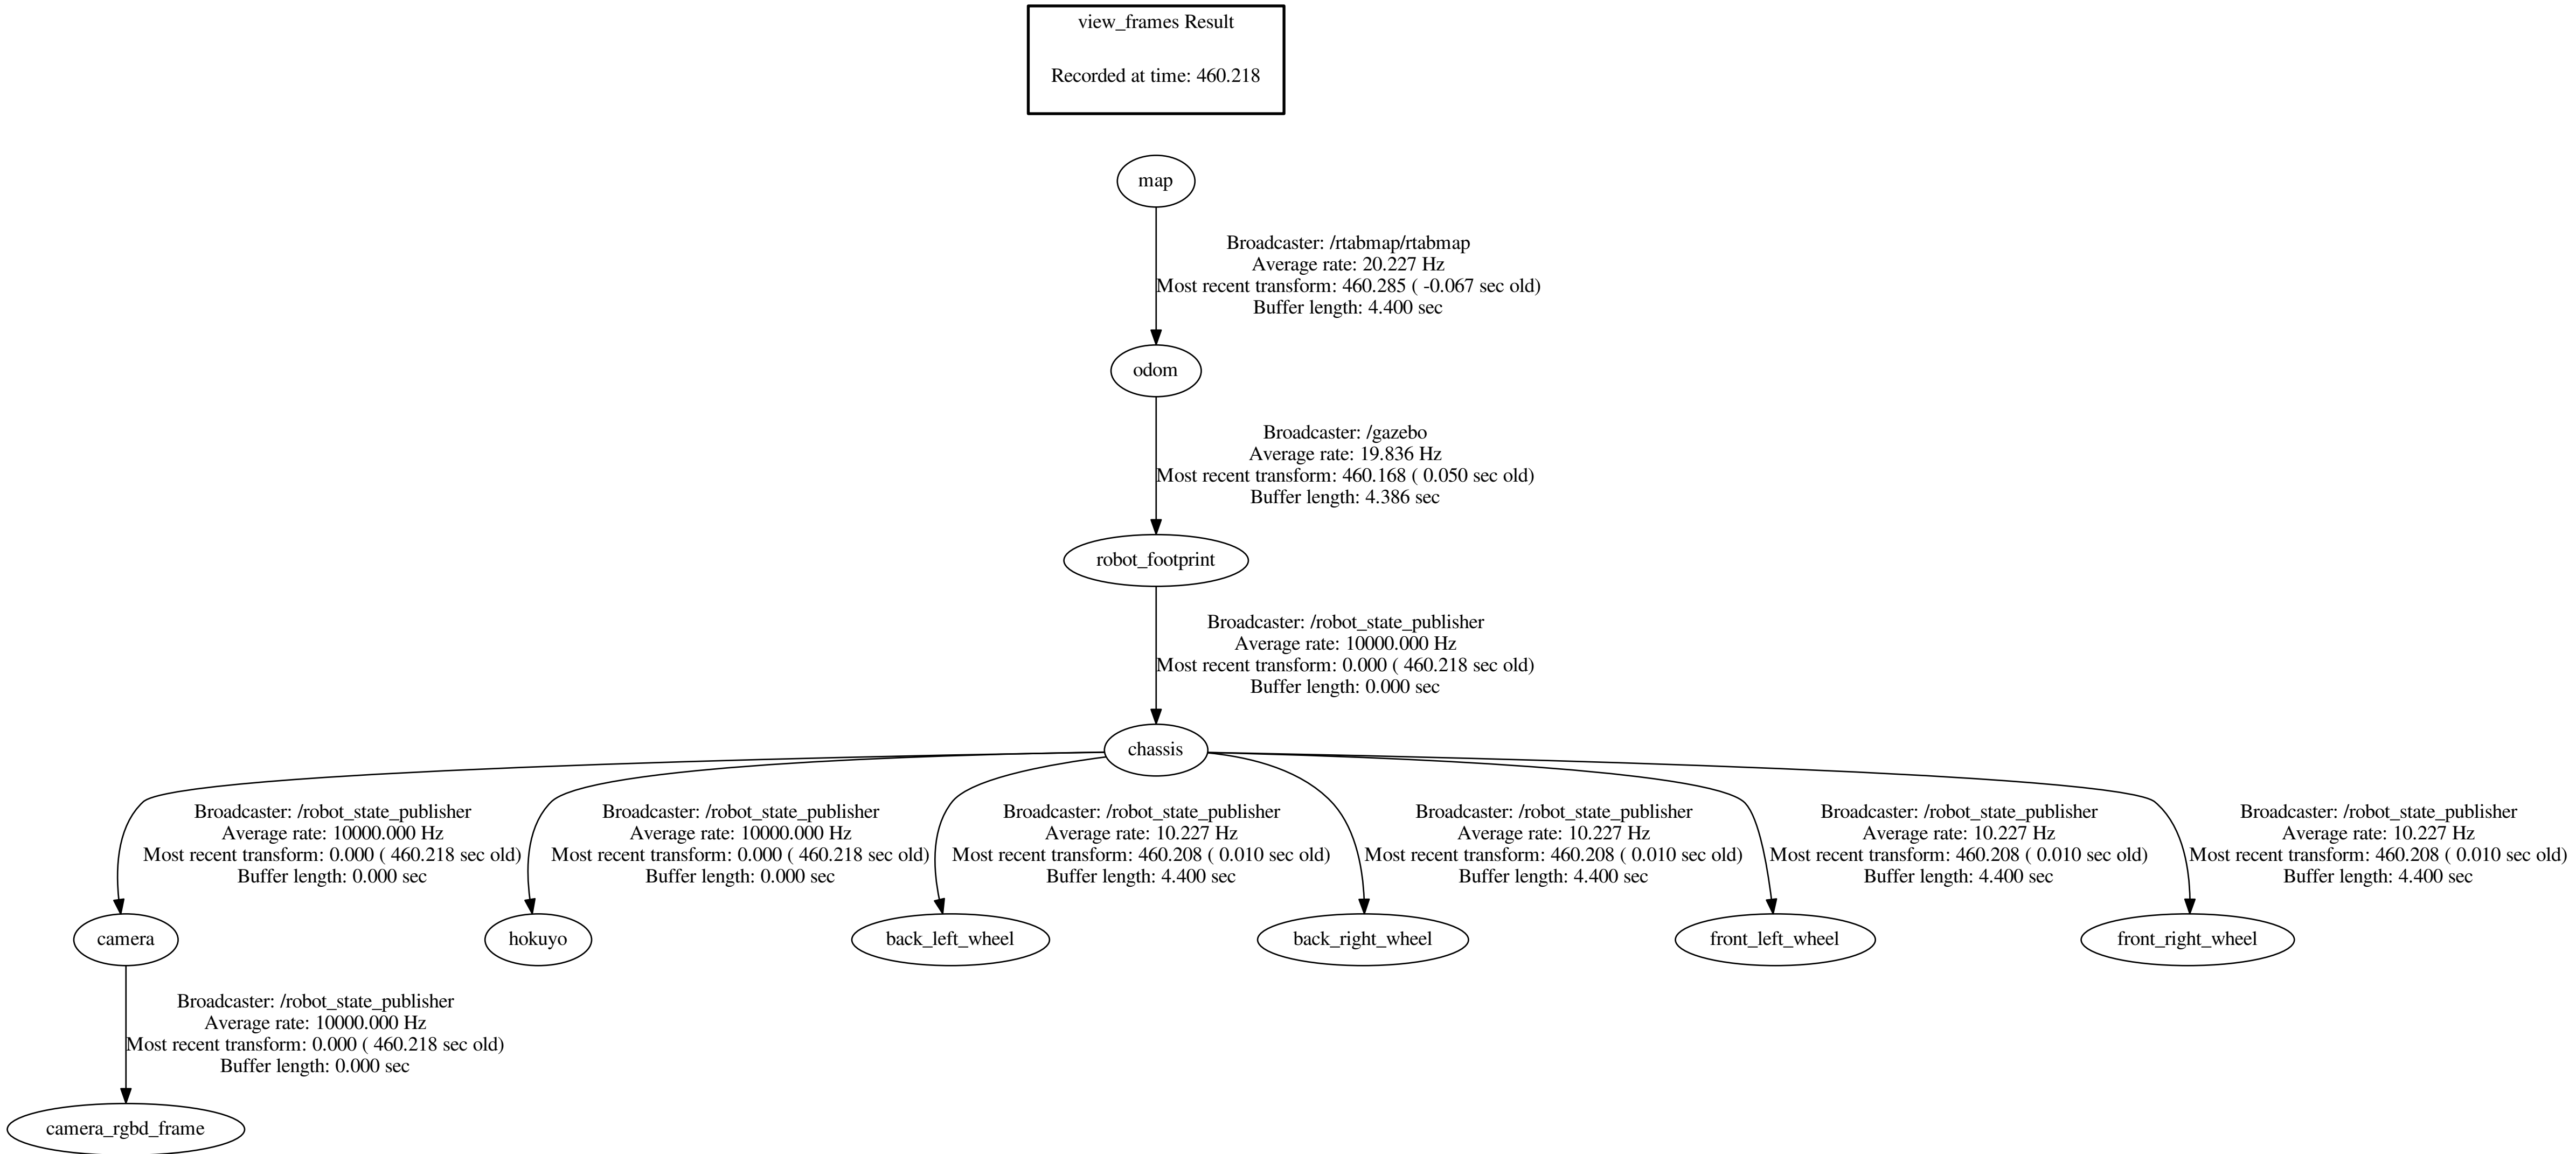 view_frames Result
Recorded at time: 460.218
map
Broadcaster: /rtabmap/rtabmap
Average rate: 20.227 Hz
Most recent transform: 460.285 ( -0.067 sec old)
Buffer length: 4.400 sec
odom
Broadcaster: /gazebo
Average rate: 19.836 Hz
Most recent transform: 460.168 ( 0.050 sec old)
Buffer length: 4.386 sec
robot_footprint
Broadcaster: /robot_state_publisher
Average rate: 10000.000 Hz
Most recent transform: 0.000 ( 460.218 sec old)
Buffer length: 0.000 sec
chassis
Broadcaster: /robot_state_publisher
Average rate: 10000.000 Hz
Most recent transform: 0.000 ( 460.218 sec old)
Buffer length: 0.000 sec
Broadcaster: /robot_state_publisher
Average rate: 10000.000 Hz
Most recent transform: 0.000 ( 460.218 sec old)
Buffer length: 0.000 sec
Broadcaster: /robot_state_publisher
Average rate: 10.227 Hz
Most recent transform: 460.208 ( 0.010 sec old)
Buffer length: 4.400 sec
Broadcaster: /robot_state_publisher
Average rate: 10.227 Hz
Most recent transform: 460.208 ( 0.010 sec old)
Buffer length: 4.400 sec
Broadcaster: /robot_state_publisher
Average rate: 10.227 Hz
Most recent transform: 460.208 ( 0.010 sec old)
Buffer length: 4.400 sec
Broadcaster: /robot_state_publisher
Average rate: 10.227 Hz
Most recent transform: 460.208 ( 0.010 sec old)
Buffer length: 4.400 sec
camera
hokuyo
back_left_wheel
back_right_wheel
front_left_wheel
front_right_wheel
Broadcaster: /robot_state_publisher
Average rate: 10000.000 Hz
Most recent transform: 0.000 ( 460.218 sec old)
Buffer length: 0.000 sec
camera_rgbd_frame